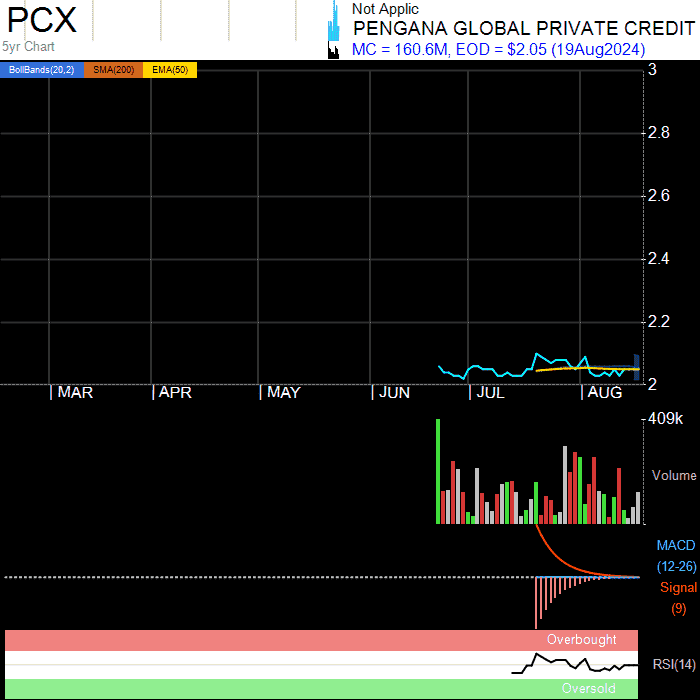 PCX
5yr Chart
Not Applic
PENGANA GLOBAL PRIVATE CREDIT
MC = 160.6M, EOD = $2.05 (19Aug2024)
BollBands(20,2) SMA(200) EMA(50)
3
2.8
2.6
2.4
2.2
2
MAR APR MAY JUN JUL AUG
409k
Volume
MACD
(12-26)
Signal
(9)
Overbought
RSI(14)
Oversold